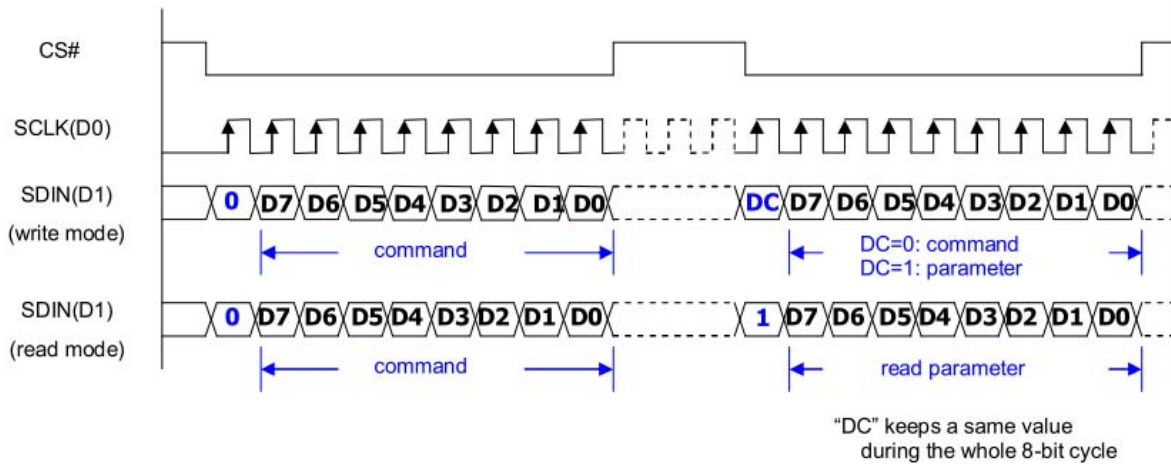 CS#
SCLK(D0)
SDIN(D1)
(write mode)
0 D7 D6 D5 D4 D3 D2 D1 D0
DC D7 D6 D5 D4 D3 D2 D1 D0
command
DC=0: command
DC=1: parameter
SDIN(D1)
(read mode)
0 D7 D6 D5 D4 D3 D2 D1 D0
1 D7 D6 D5 D4 D3 D2 D1 D0
command
read parameter
“DC” keeps a same value
during the whole 8-bit cycle